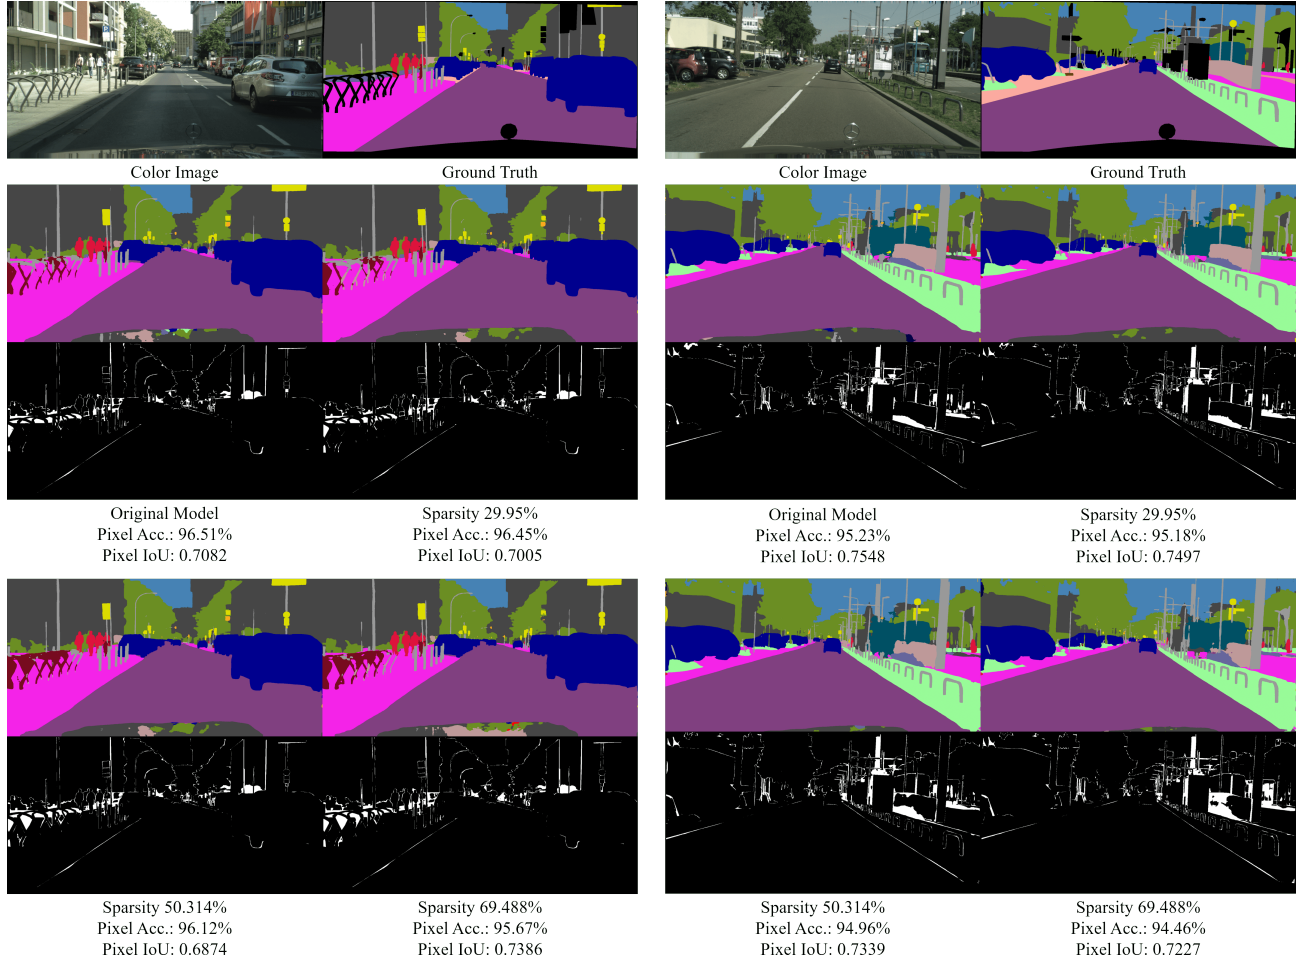 Color Image
Ground Truth
Color Image
Ground Truth
Original Model
Pixel Acc.: 96.51%
Pixel IoU: 0.7082
Sparsity 29.95%
Pixel Acc.: 96.45%
Pixel IoU: 0.7005
Original Model
Pixel Acc.: 95.23%
Pixel IoU: 0.7548
Sparsity 29.95%
Pixel Acc.: 95.18%
Pixel IoU: 0.7497
Sparsity 50.314%
Pixel Acc.: 96.12%
Pixel IoU: 0.6874
Sparsity 69.488%
Pixel Acc.: 95.67%
Pixel IoU: 0.7386
Sparsity 50.314%
Pixel Acc.: 94.96%
Pixel IoU: 0.7339
Sparsity 69.488%
Pixel Acc.: 94.46%
Pixel IoU: 0.7227